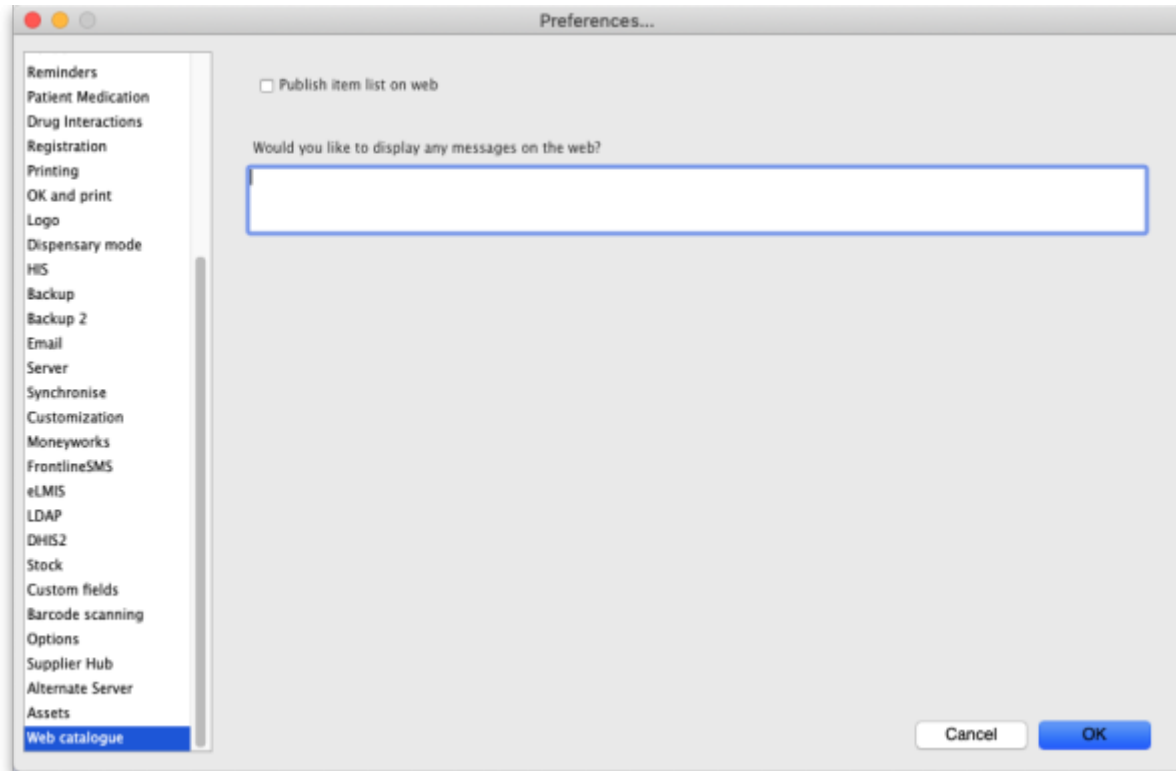 Preferences...
Reminders
Patient Medication
Drug Interactions
Registration
Printing
OK and print
Logo
Dispensary mode
HIS
Backup
Backup 2
Email
Server
Synchronise
Customization
Moneyworks
FrontlineSMS
eLMIS
LDAP
DHIS2
Stock
Custom fields
Barcode scanning
Options
Supplier Hub
Alternate Server
Assets
Web catalogue
Publish item list on web
Would you like to display any messages on the web?
Cancel
OK